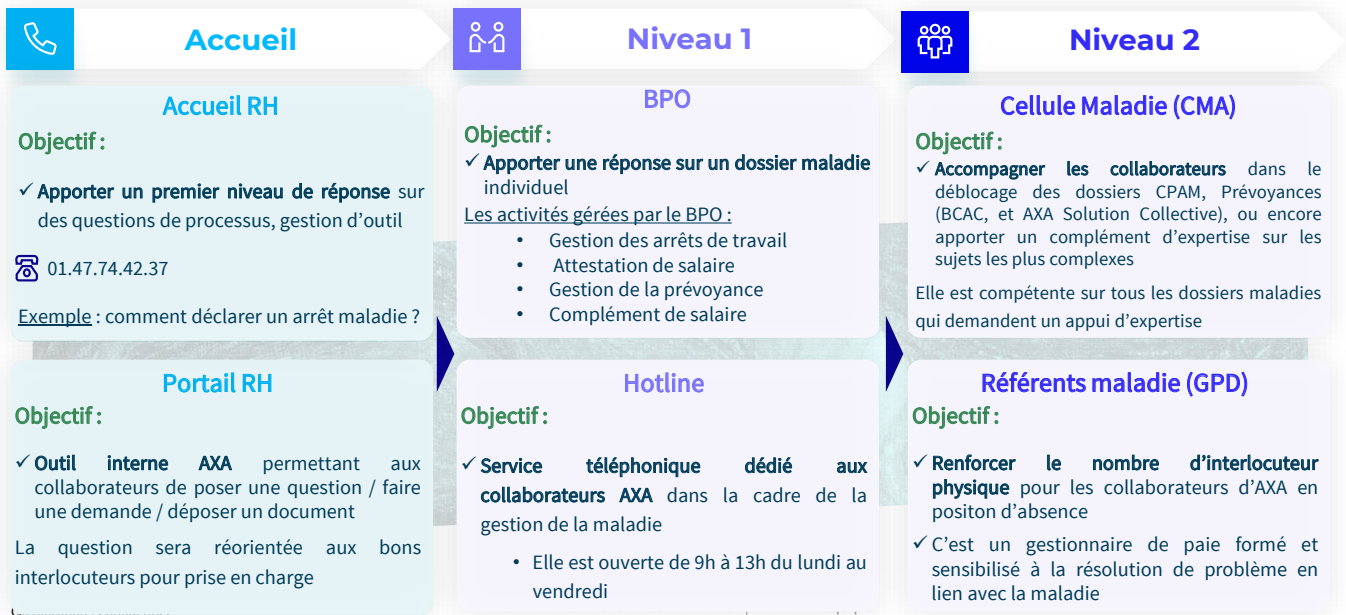 Accueil
Accueil RH
Objectif :
✓ Apporter un premier niveau de réponse sur
des questions de processus, gestion d'outil
01.47.74.42.37
Exemple : comment déclarer un arrêt maladie ?
Portail RH
Objectif :
✓ Outil interne AXA permettant aux
collaborateurs de poser une question / faire
une demande / déposer un document
La question sera réorientée aux bons
interlocuteurs pour prise en charge
Niveau 1
BPO
Objectif :
✓ Apporter une réponse sur un dossier maladie
individuel
Les activités gérées par le BPO :
• Gestion des arrêts de travail
• Attestation de salaire
• Gestion de la prévoyance
• Complément de salaire
Hotline
Objectif :
✓ Service téléphonique dédié aux
collaborateurs AXA dans la cadre de la
gestion de la maladie
• Elle est ouverte de 9h à 13h du lundi au
vendredi
Niveau 2
Cellule Maladie (CMA)
Objectif :
✓ Accompagner les collaborateurs dans le
déblocage des dossiers CPAM, Prévoyances
(BCAC, et AXA Solution Collective), ou encore
apporter un complément d'expertise sur les
sujets les plus complexes
Elle est compétente sur tous les dossiers maladies
qui demandent un appui d'expertise
Référents maladie (GPD)
Objectif :
✓ Renforcer le nombre d'interlocuteur
physique pour les collaborateurs d'AXA en
positon d'absence
✓ C'est un gestionnaire de paie formé et
sensibilisé à la résolution de problème en
lien avec la maladie